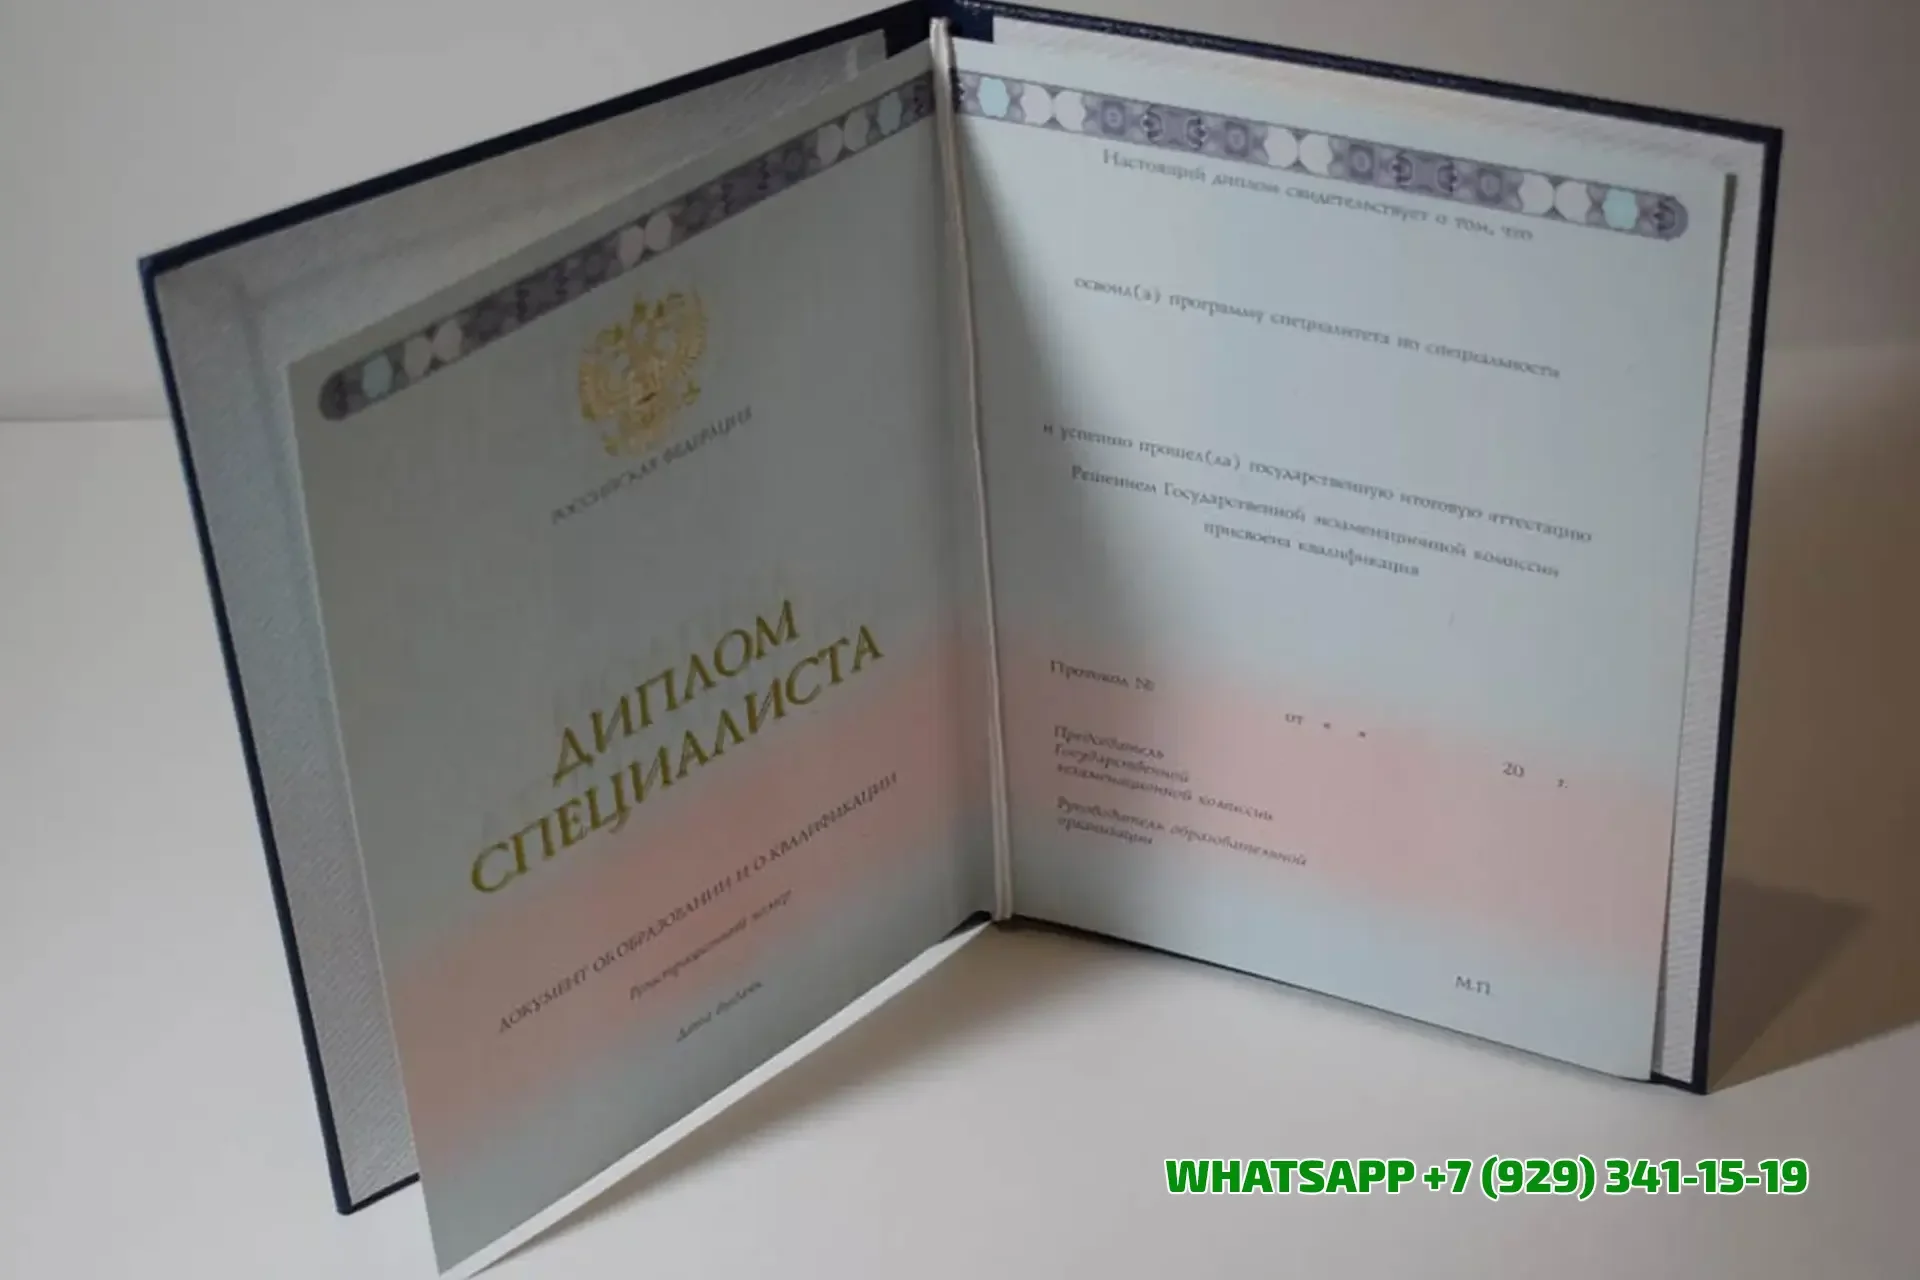 РОССИЙСКАЯ ФЕДЕРАЦИЯ
ДИПЛОМ
СПЕЦИАЛИСТА
ДОКУМЕНТ ОБ ОБРАЗОВАНИИ И О КВАЛИФИКАЦИИ
Регистрационный номер
Дата выдачи
Настоящий диплом свидетельствует о том, что
освоил(а) программу специалитета по специальности
и успешно прошел(ла) государственную итоговую аттестацию
Решением Государственной экзаменационной комиссии
присвоена квалификация
Протокол №
от « »
20 г.
Председатель
Государственной
экзаменационной комиссии
Руководитель образовательной
организации
М.П.
WHATSAPP +7 (929) 341-15-19